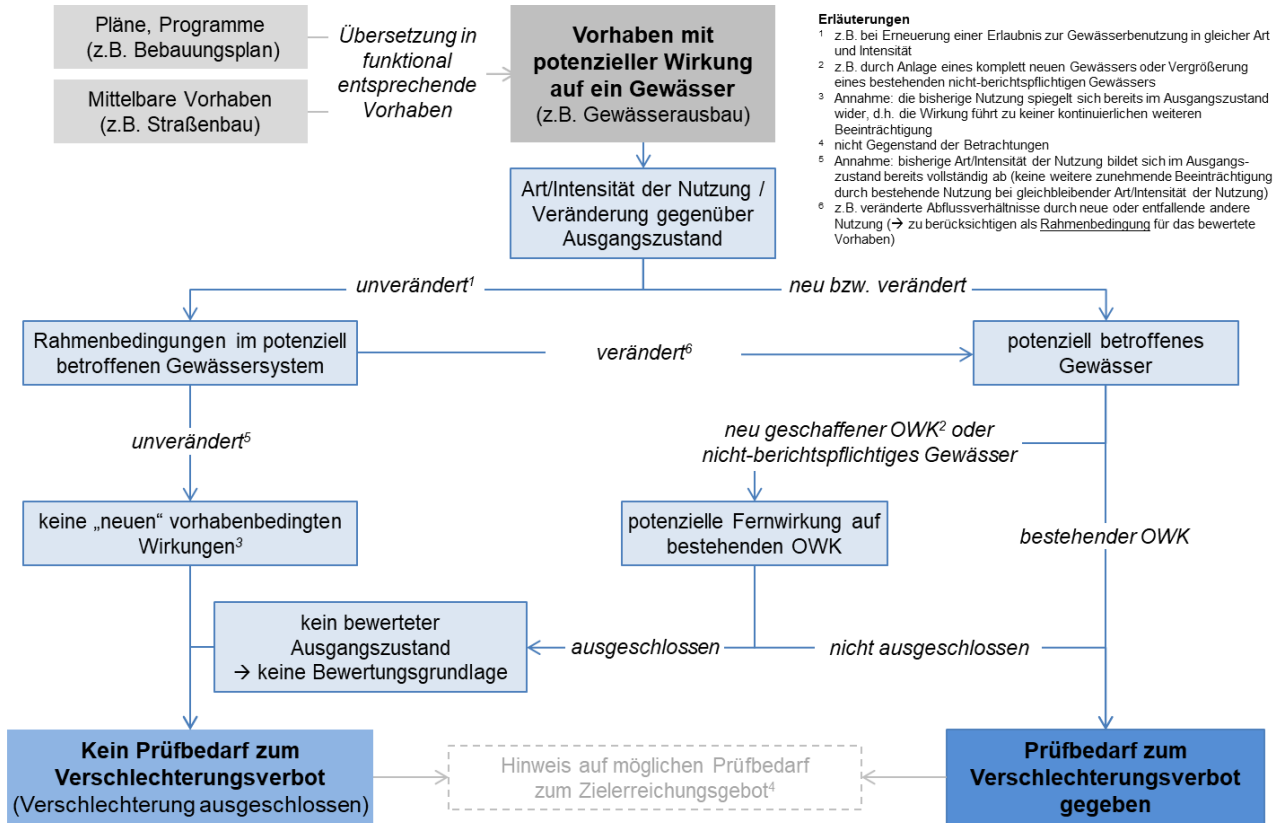 Pläne, Programme
(z.B. Bebauungsplan)
Mittelbare Vorhaben
(z.B. Straßenbau)
Übersetzung in
funktional
entsprechende
Vorhaben
Vorhaben mit
potenzieller Wirkung
auf ein Gewässer
(z.B. Gewässerausbau)
Erläuterungen
1 z.B. bei Erneuerung einer Erlaubnis zur Gewässerbenutzung in gleicher Art
und Intensität
2 z.B. durch Anlage eines komplett neuen Gewässers oder Vergrößerung
eines bestehenden nicht-berichtspflichtigen Gewässers
3 Annahme: die bisherige Nutzung spiegelt sich bereits im Ausgangszustand
wider, d.h. die Wirkung führt zu keiner kontinuierlichen weiteren
Beeinträchtigung
4 nicht Gegenstand der Betrachtungen
5 Annahme: bisherige Art/Intensität der Nutzung bildet sich im Ausgangs-
zustand bereits vollständig ab (keine weitere zunehmende Beeinträchtigung
durch bestehende Nutzung bei gleichbleibender Art/Intensität der Nutzung)
6 z.B. veränderte Abflussverhältnisse durch neue oder entfallende andere
Nutzung (→ zu berücksichtigen als Rahmenbedingung für das bewertete
Vorhaben)
Art/Intensität der Nutzung /
Veränderung gegenüber
Ausgangszustand
unverändert¹
neu bzw. verändert
Rahmenbedingungen im potenziell
betroffenen Gewässersystem
verändert⁶
potenziell betroffenes
Gewässer
unverändert⁵
neu geschaffener OWK² oder
nicht-berichtspflichtiges Gewässer
keine „neuen“ vorhabenbedingten
Wirkungen³
potenzielle Fernwirkung auf
bestehenden OWK
bestehender OWK
kein bewerteter
Ausgangszustand
→ keine Bewertungsgrundlage
ausgeschlossen
nicht ausgeschlossen
Kein Prüfbedarf zum
Verschlechterungsverbot
(Verschlechterung ausgeschlossen)
Hinweis auf möglichen Prüfbedarf
zum Zielerreichungsgebot⁴
Prüfbedarf zum
Verschlechterungsverbot
gegeben